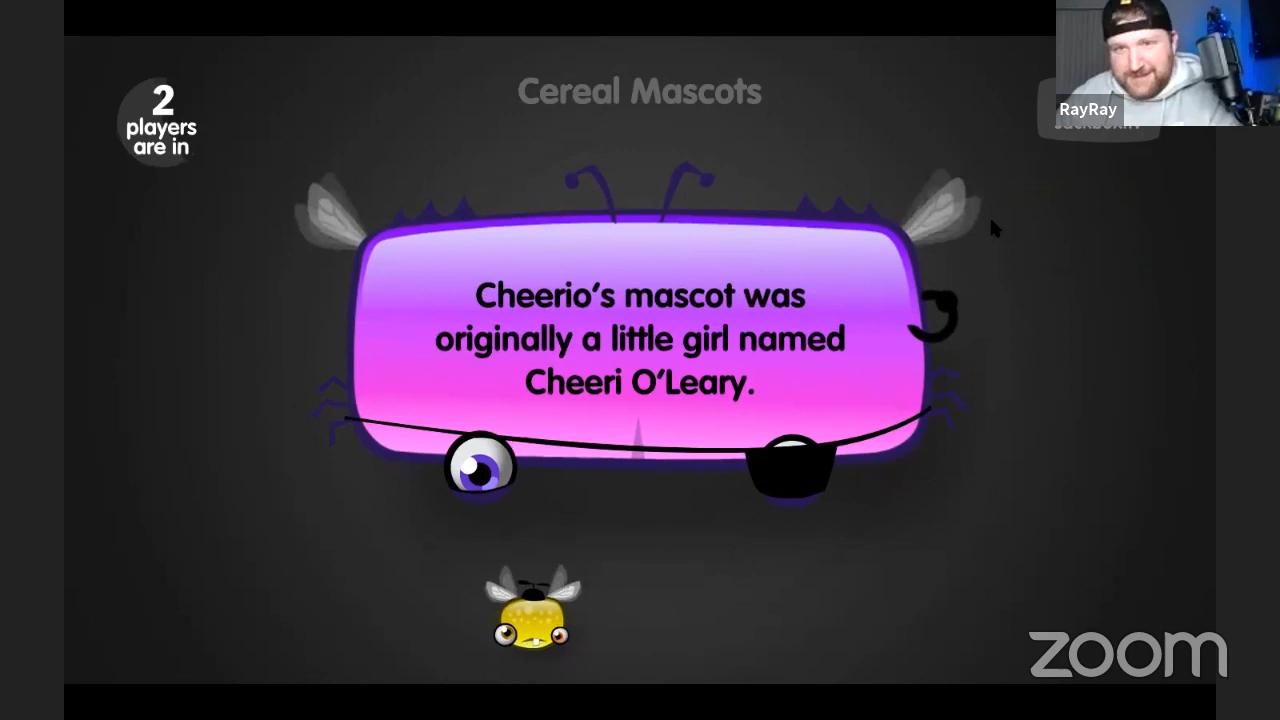 2
players
are in
Cereal Mascots
RayRay
Cheerio's mascot was
originally a little girl named
Cheeri O'Leary.
zoom